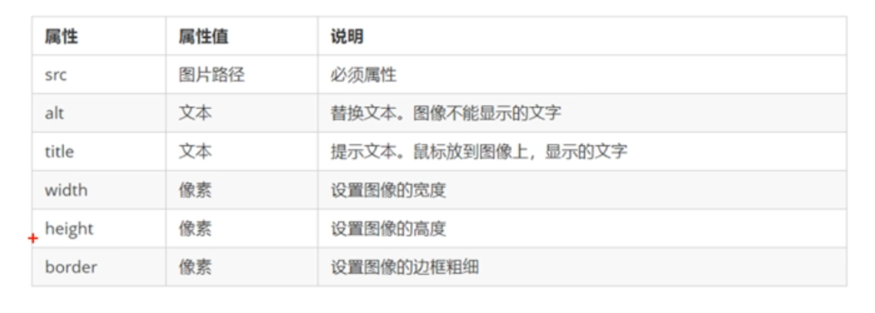 属性 属性值 说明
src 图片路径 必须属性
alt 文本 替换文本。图像不能显示的文字
title 文本 提示文本。鼠标放到图像上，显示的文字
width 像素 设置图像的宽度
height 像素 设置图像的高度
border 像素 设置图像的边框粗细